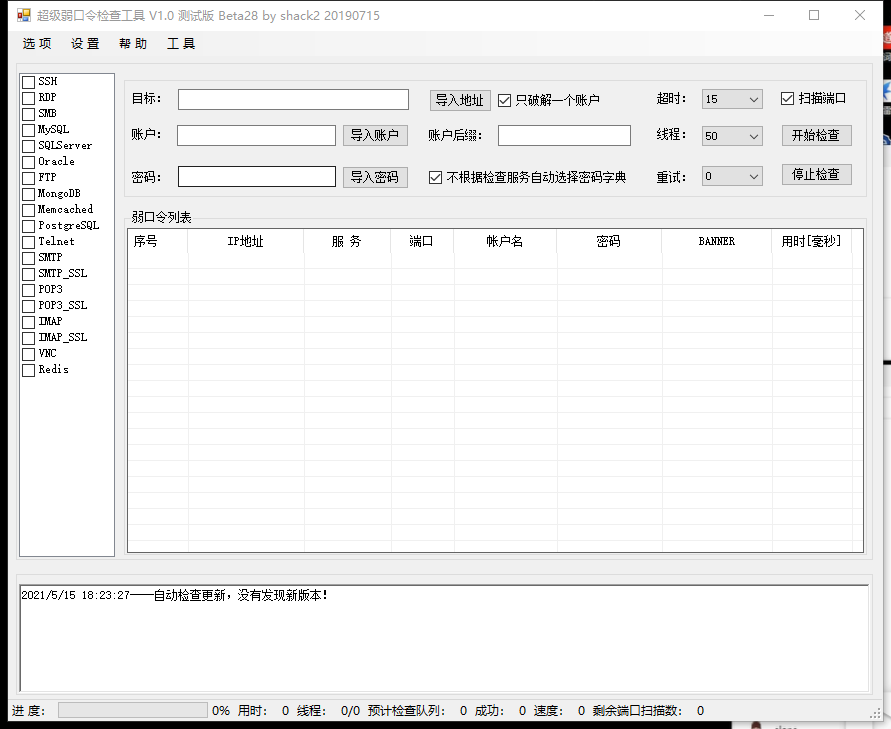 超级弱口令检查工具 V1.0 测试版 Beta28 by shack2 20190715
选项 设置 帮助 工具
SSH
RDP
SMB
MySQL
SQLServer
Oracle
FTP
MongoDB
Memcached
PostgreSQL
Telnet
SMTP
SMTP_SSL
POP3
POP3_SSL
IMAP
IMAP_SSL
VNC
Redis
目标： 导入地址 只破解一个账户 超时： 15 扫描端口
账户： 导入账户 账户后缀： 线程： 50 开始检查
密码： 导入密码 不根据检查服务自动选择密码字典 重试： 0 停止检查
弱口令列表
序号 IP地址 服 务 端口 帐户名 密码 BANNER 用时[毫秒]
2021/5/15 18:23:27——自动检查更新，没有发现新版本！
进 度： 0% 用时： 0 线程： 0/0 预计检查队列： 0 成功： 0 速度： 0 剩余端口扫描数： 0